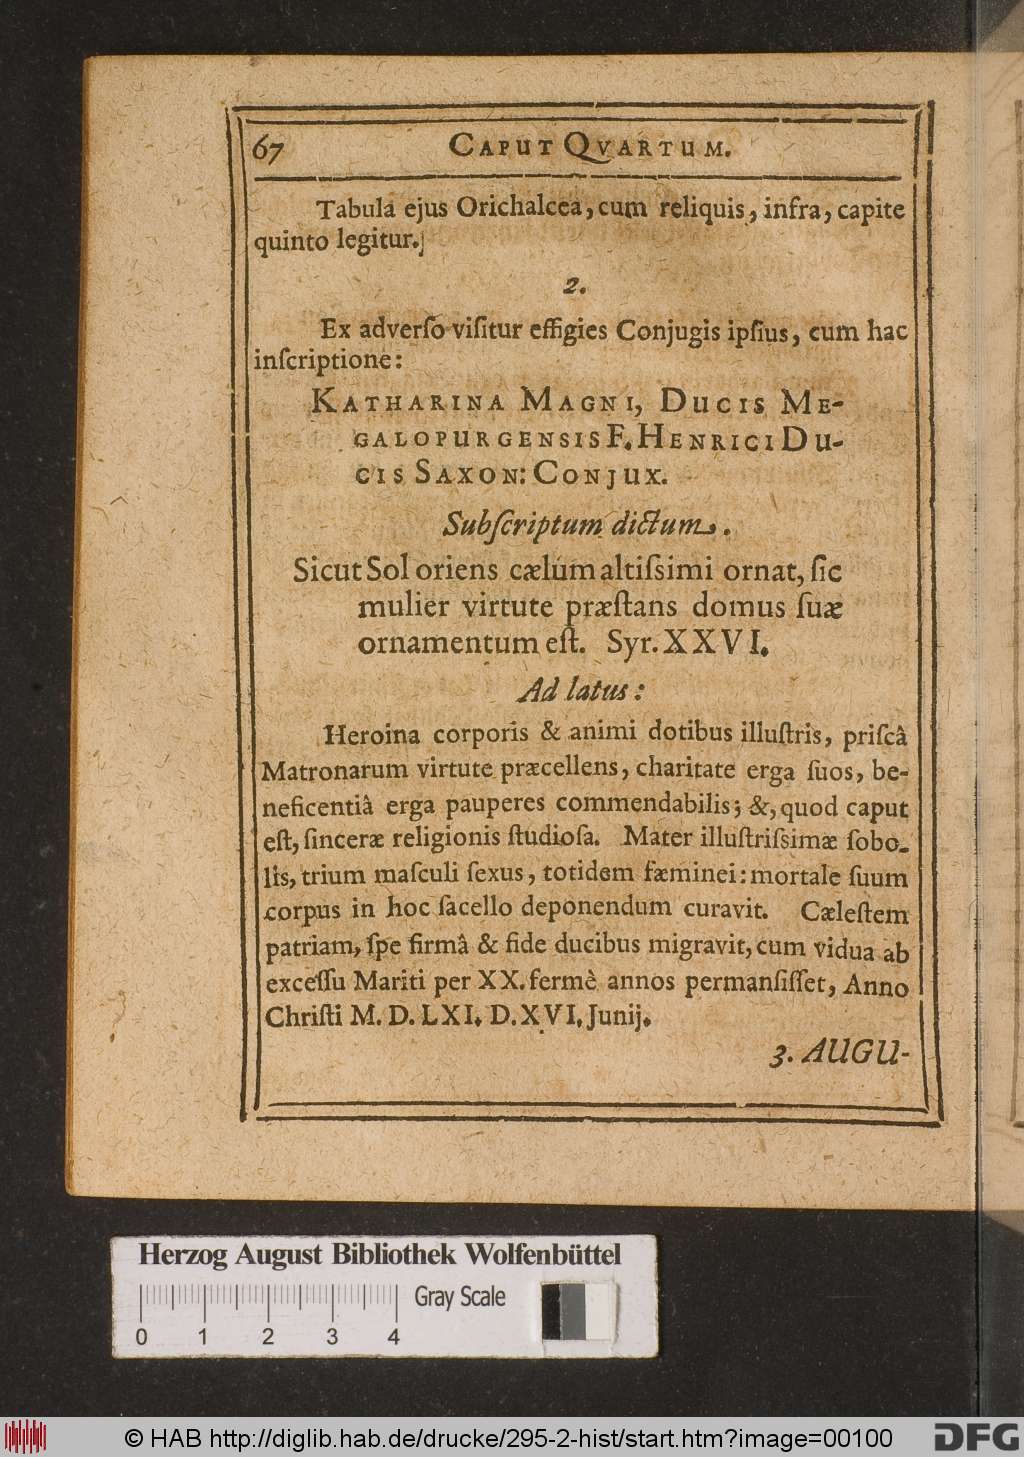 67 CAPUT QVARTUM.
Tabula ejus Orichalcea, cum reliquis, infra, capite
quinto legitur.
2.
Ex adverſo viſitur effigies Conjugis ipſius, cum hac
inſcriptione:
KATHARINA MAGNI, DUCIS ME-
GALOPURGENSIS F. HENRICI DU-
CIS SAXON: CONJUX.
Subſcriptum dictum.
Sicut Sol oriens cælum altiſsimi ornat, ſic
mulier virtute præſtans domus ſuæ
ornamentum eſt. Syr. XXVI.
Ad latus:
Heroina corporis & animi dotibus illuſtris, priſcâ
Matronarum virtute præcellens, charitate erga ſuos, be-
neficentiâ erga pauperes commendabilis; &, quod caput
eſt, ſinceræ religionis ſtudioſa. Mater illuſtriſsimæ ſobo-
lis, trium maſculi ſexus, totidem fæminei: mortale ſuum
corpus in hoc ſacello deponendum curavit. Cæleſtem
patriam, ſpe firmâ & fide ducibus migravit, cum vidua ab
exceſſu Mariti per XX. fermè annos permanſiſſet, Anno
Chriſti M. D. LXI. D. XVI. Junij.
3. AUGU-
Herzog August Bibliothek Wolfenbüttel
Gray Scale
0 1 2 3 4
© HAB http://diglib.hab.de/drucke/295-2-hist/start.htm?image=00100
DFG